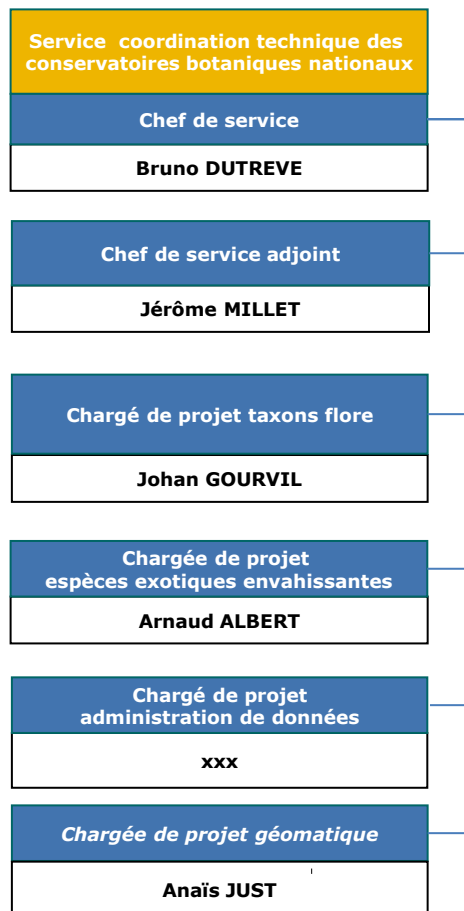 Service coordination technique des
conservatoires botaniques nationaux
Chef de service
Bruno DUTREVE
Chef de service adjoint
Jérôme MILLET
Chargé de projet taxons flore
Johan GOURVIL
Chargée de projet
espèces exotiques envahissantes
Arnaud ALBERT
Chargé de projet
administration de données
xxx
Chargée de projet géomatique
Anaïs JUST